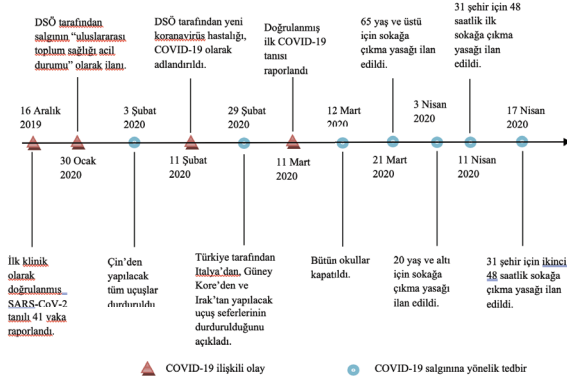 DSÖ tarafından
salgının “uluslararası
toplum sağlığı acil
durumu” olarak ilanı.
DSÖ tarafından yeni
koranavirüs hastalığı,
COVID-19 olarak
adlandırıldı.
Doğrulanmış
ilk COVID-19
tanısı
raporlandı
65 yaş ve üstü
için sokağa
çıkma yasağı ilan
edildi.
31 şehir için 48
saatlik ilk
sokağa çıkma
yasağı ilan
edildi.
16 Aralık
2019
3 Şubat
2020
29 Şubat
2020
12 Mart
2020
3 Nisan
2020
17 Nisan
2020
30 Ocak
2020
11 Şubat
2020
11 Mart
2020
21 Mart
2020
11 Nisan
2020
İlk klinik
olarak
doğrulanmış
SARS-CoV-2
tanılı 41 vaka
raporlandı.
Çin’den
yapılacak
tüm uçuşlar
durduruldu
Türkiye tarafından
Italya’dan, Güney
Kore’den ve
Irak’tan yapılacak
uçuş seferlerinin
durdurulduğunu
açıkladı.
Bütün okullar
kapatıldı.
20 yaş ve altı
için sokağa
çıkma yasağı
ilan edildi.
31 şehir için ikinci
48 saatlik sokağa
çıkma yasağı ilan
edildi.
COVID-19 ilişkili olay
COVID-19 salgınına yönelik tedbir